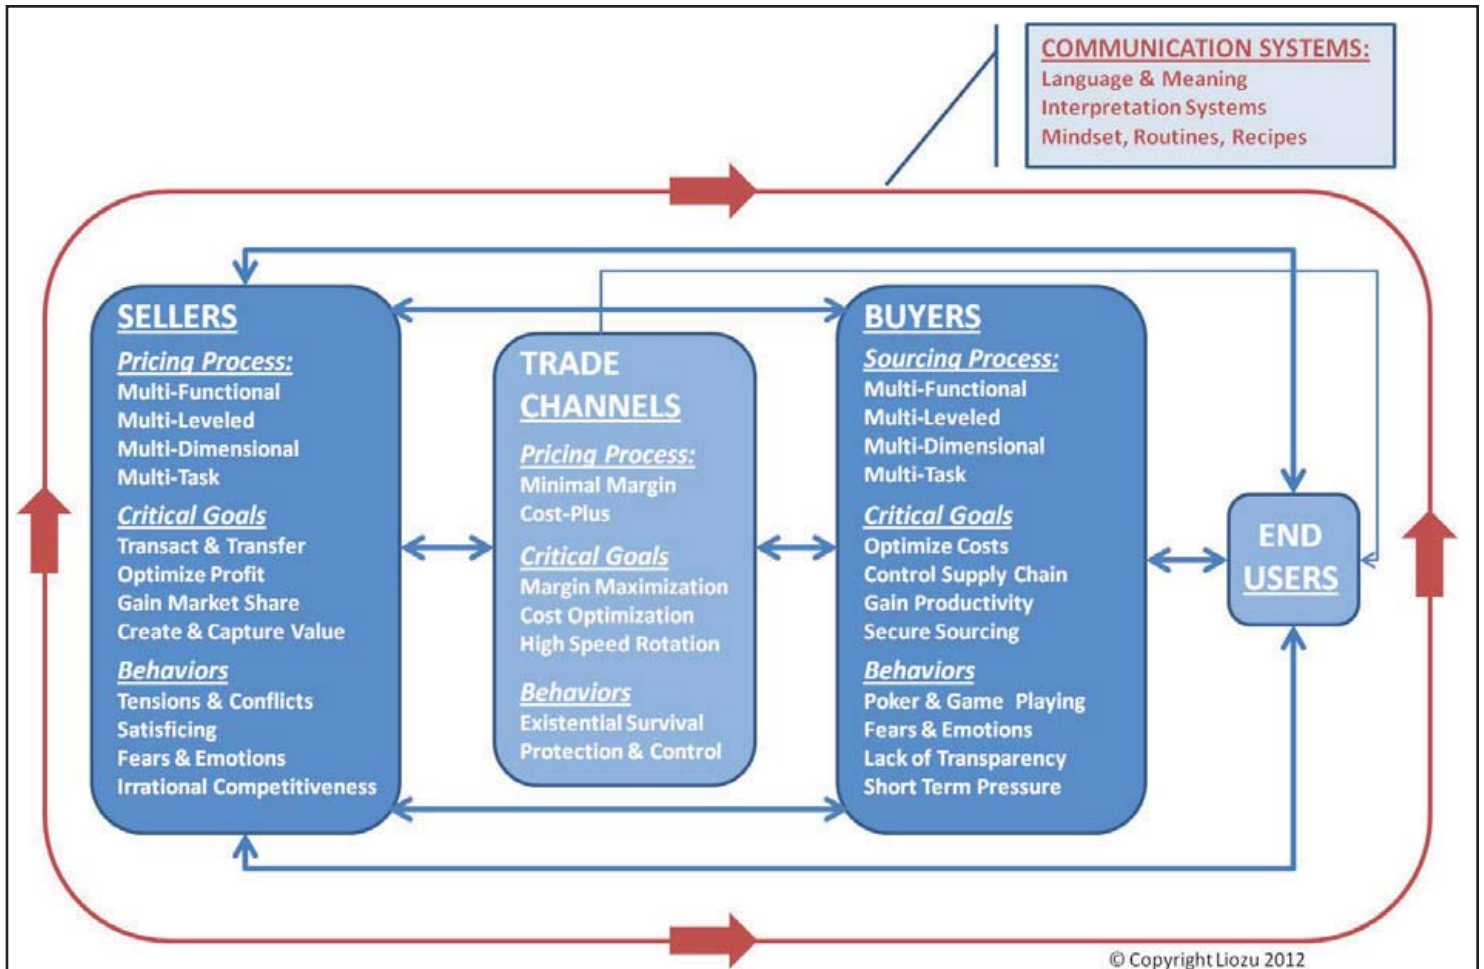 COMMUNICATION SYSTEMS:
Language & Meaning
Interpretation Systems
Mindset, Routines, Recipes
SELLERS
Pricing Process:
Multi-Functional
Multi-Leveled
Multi-Dimensional
Multi-Task
Critical Goals
Transact & Transfer
Optimize Profit
Gain Market Share
Create & Capture Value
Behaviors
Tensions & Conflicts
Satisficing
Fears & Emotions
Irrational Competitiveness
TRADE
CHANNELS
Pricing Process:
Minimal Margin
Cost-Plus
Critical Goals
Margin Maximization
Cost Optimization
High Speed Rotation
Behaviors
Existential Survival
Protection & Control
BUYERS
Sourcing Process:
Multi-Functional
Multi-Leveled
Multi-Dimensional
Multi-Task
Critical Goals
Optimize Costs
Control Supply Chain
Gain Productivity
Secure Sourcing
Behaviors
Poker & Game Playing
Fears & Emotions
Lack of Transparency
Short Term Pressure
END
USERS
© Copyright Liozu 2012